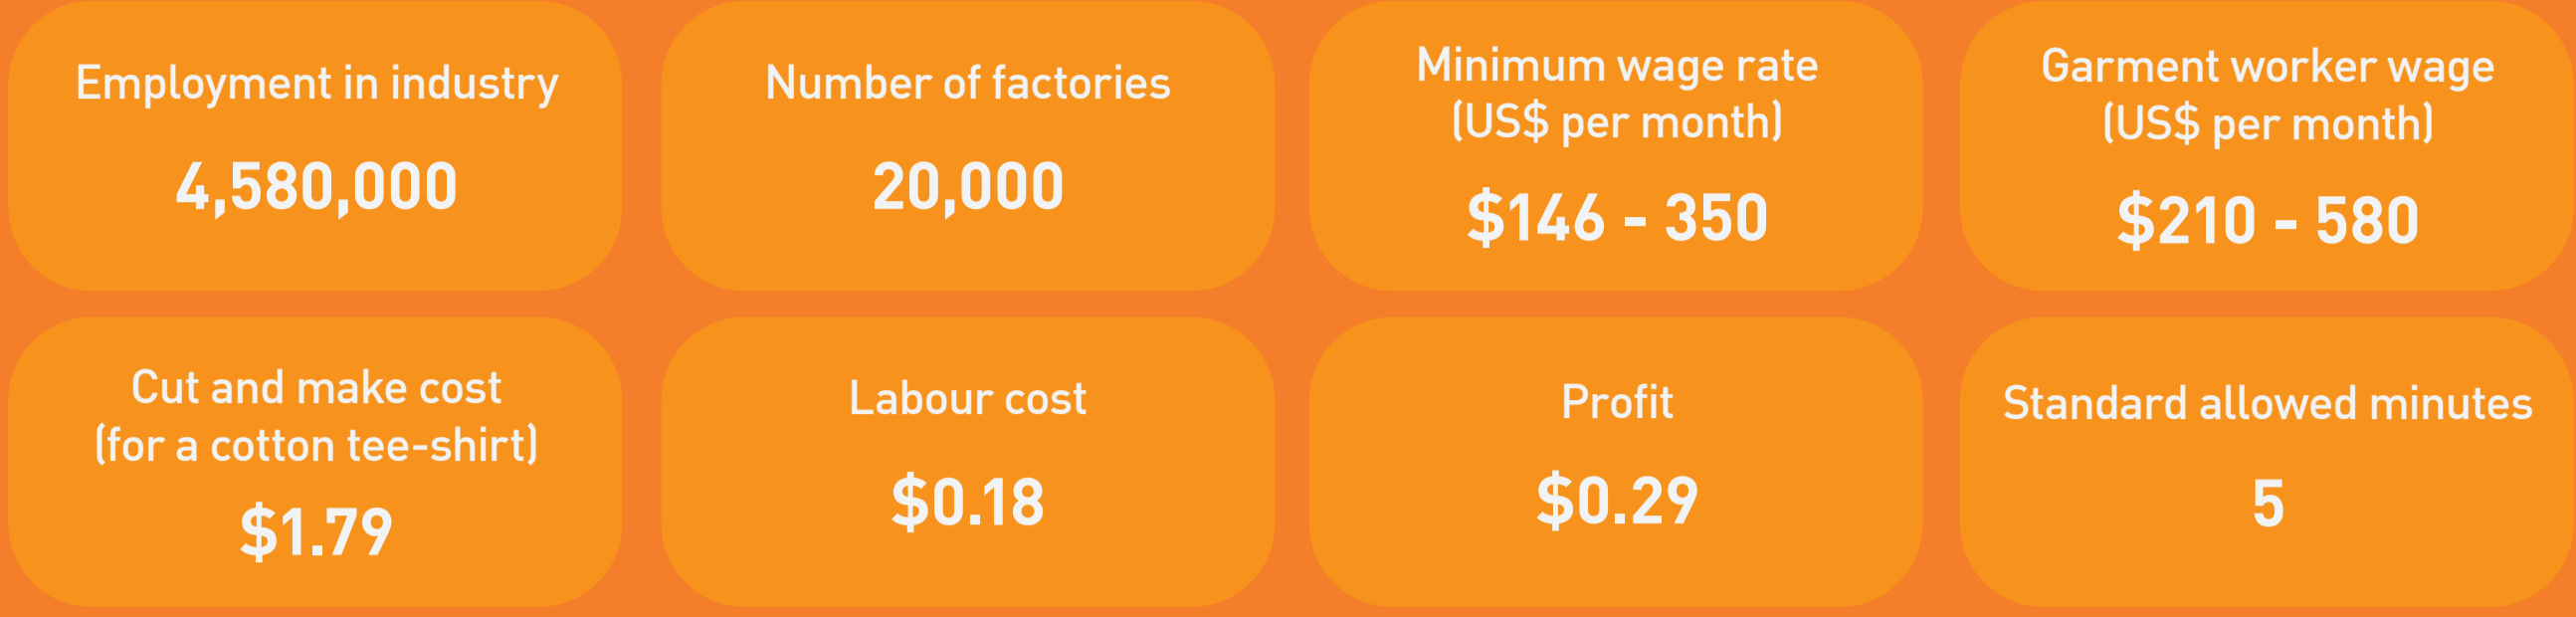 Employment in industry
4,580,000
Number of factories
20,000
Minimum wage rate
(US$ per month)
$146 - 350
Garment worker wage
(US$ per month)
$210 - 580
Cut and make cost
(for a cotton tee-shirt)
$1.79
Labour cost
$0.18
Profit
$0.29
Standard allowed minutes
5